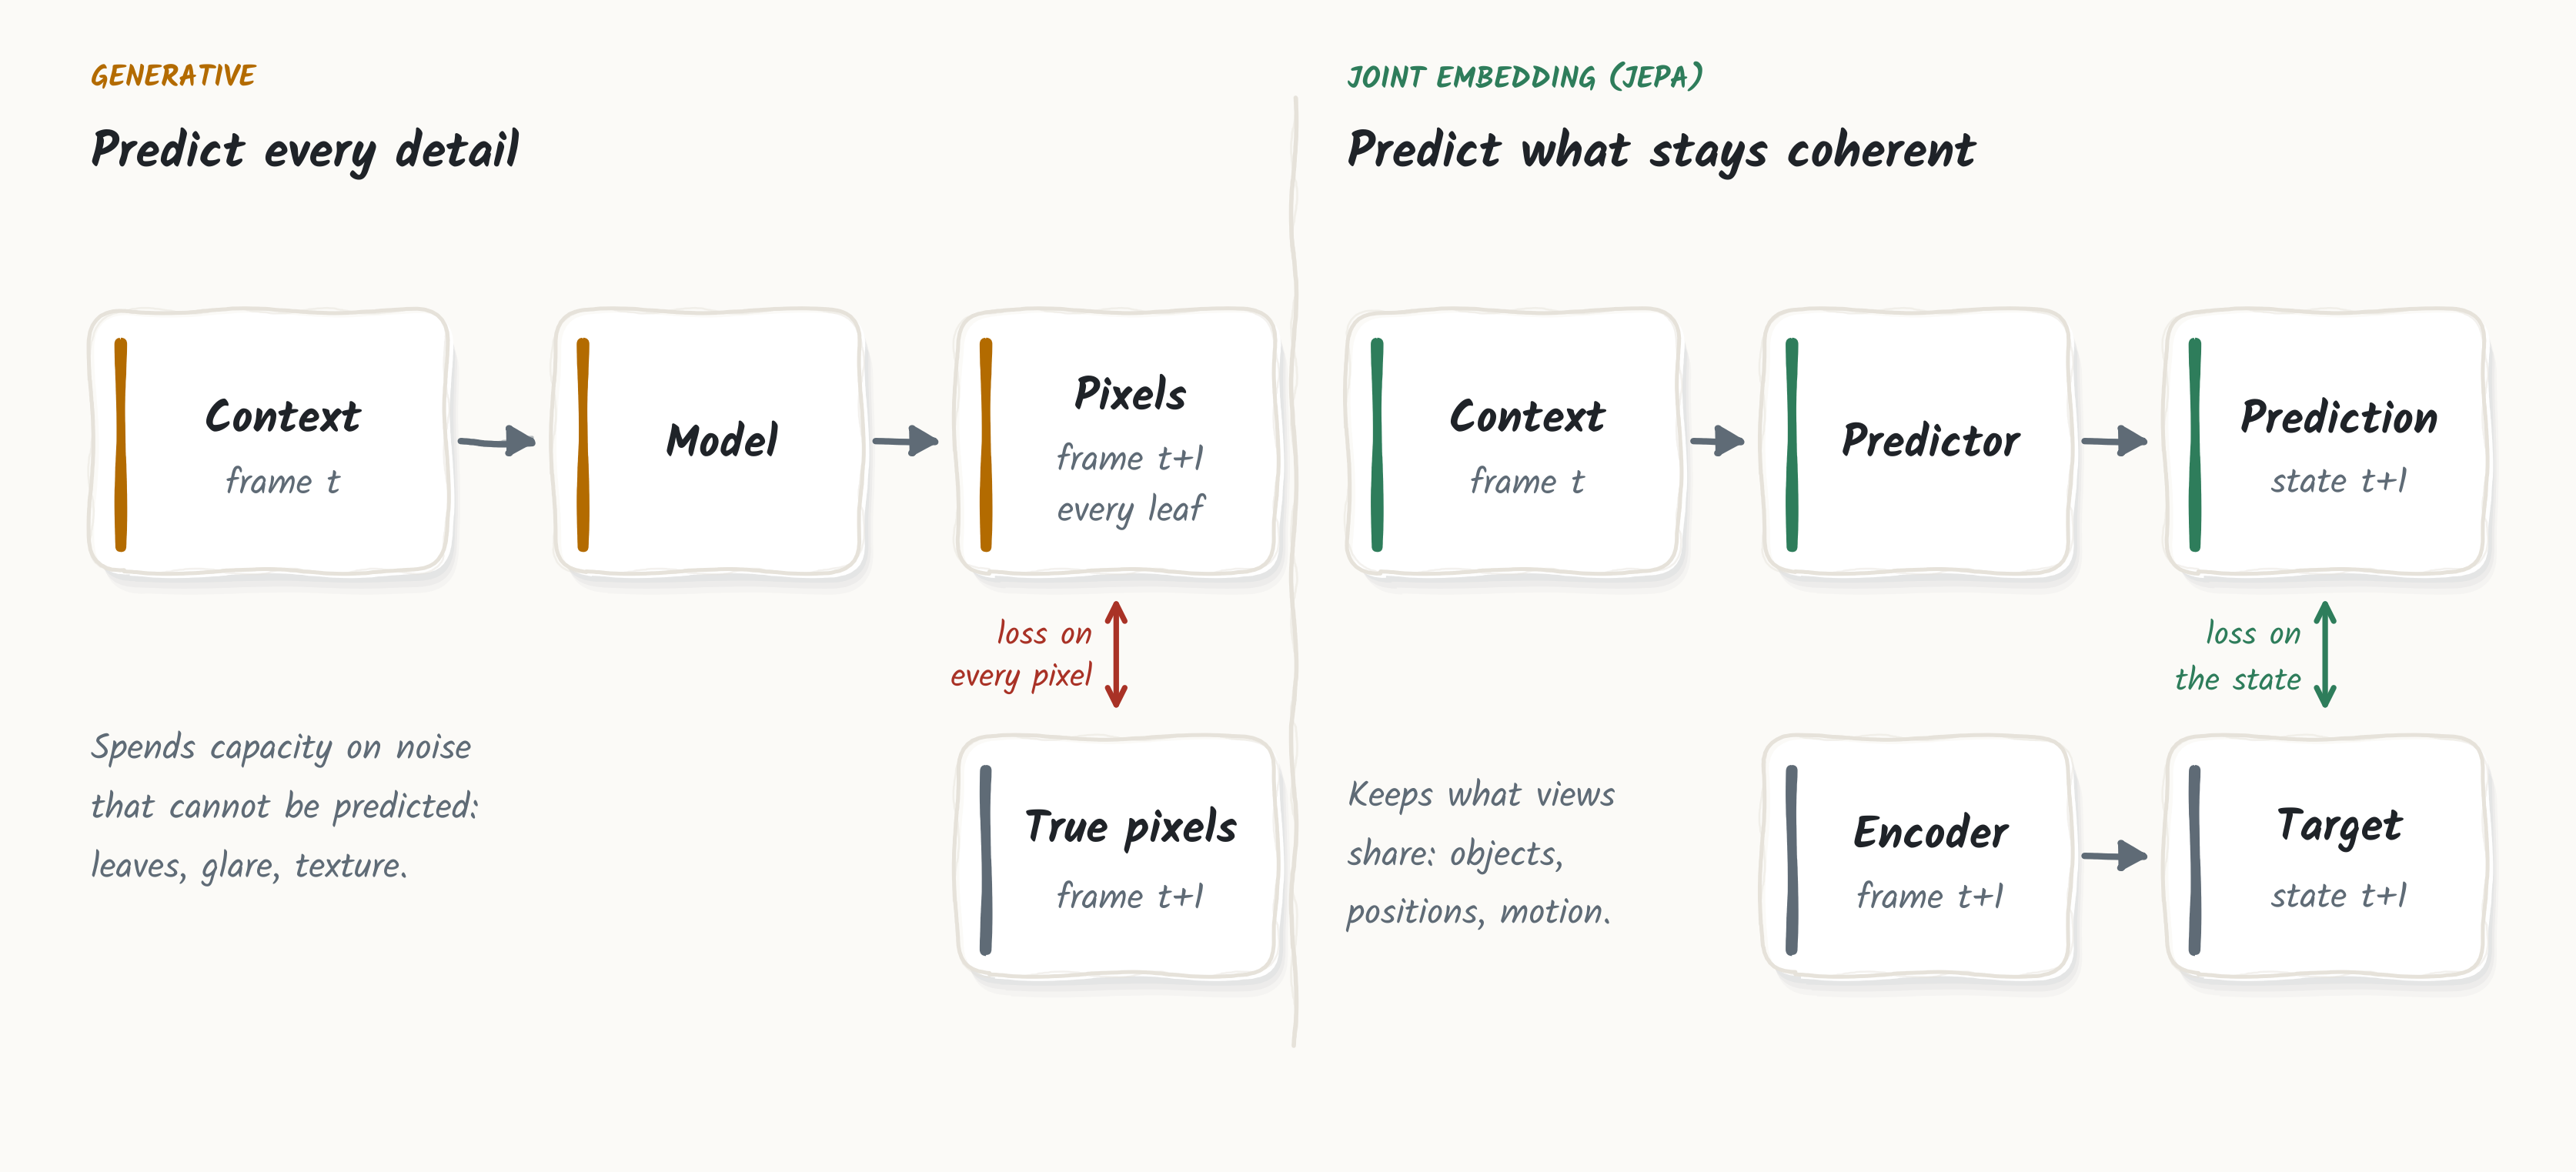 GENERATIVE
Predict every detail
Context
frame t
Model
Pixels
frame t+1
every leaf
loss on
every pixel
True pixels
frame t+1
Spends capacity on noise
that cannot be predicted:
leaves, glare, texture.
JOINT EMBEDDING (JEPA)
Predict what stays coherent
Context
frame t
Predictor
Prediction
state t+1
loss on
the state
Keeps what views
share: objects,
positions, motion.
Encoder
frame t+1
Target
state t+1